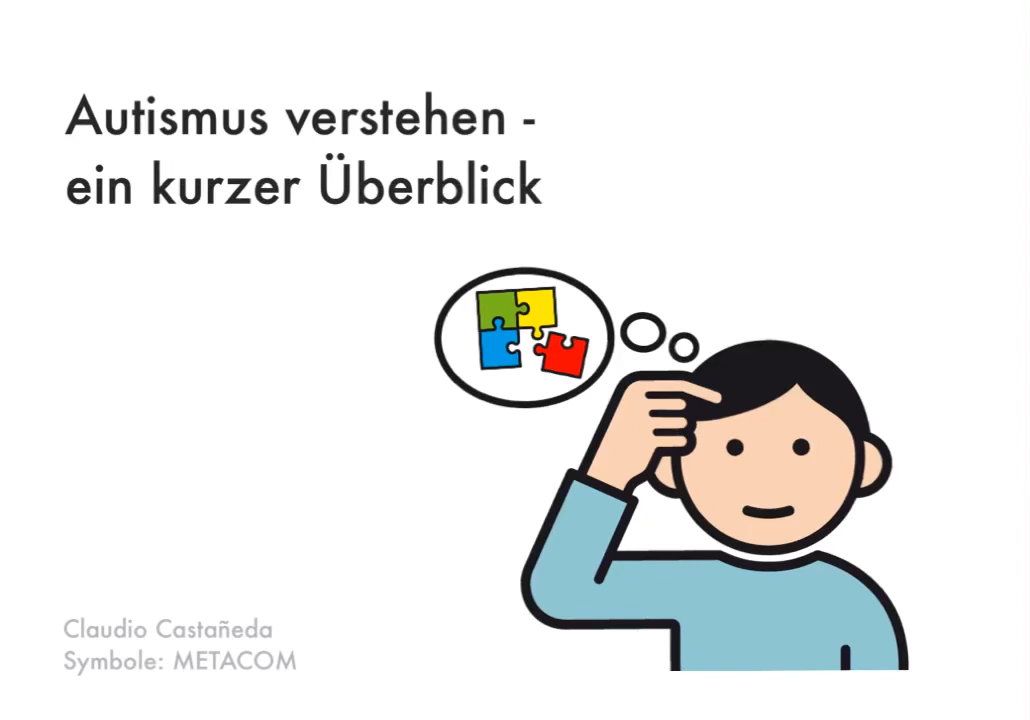 Autismus verstehen -
ein kurzer Überblick
Claudio Castañeda
Symbole: METACOM